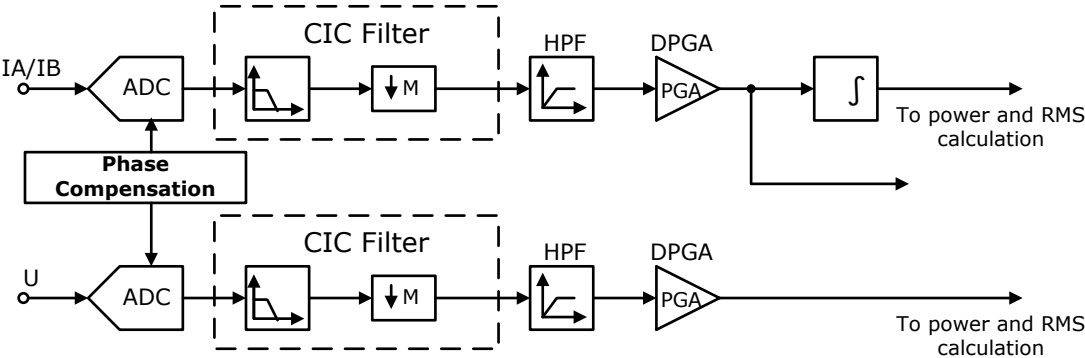 CIC Filter
IA/IB
ADC
M
HPF
DPGA
PGA
∫
To power and RMS
calculation
Phase
Compensation
CIC Filter
U
ADC
M
HPF
DPGA
PGA
To power and RMS
calculation